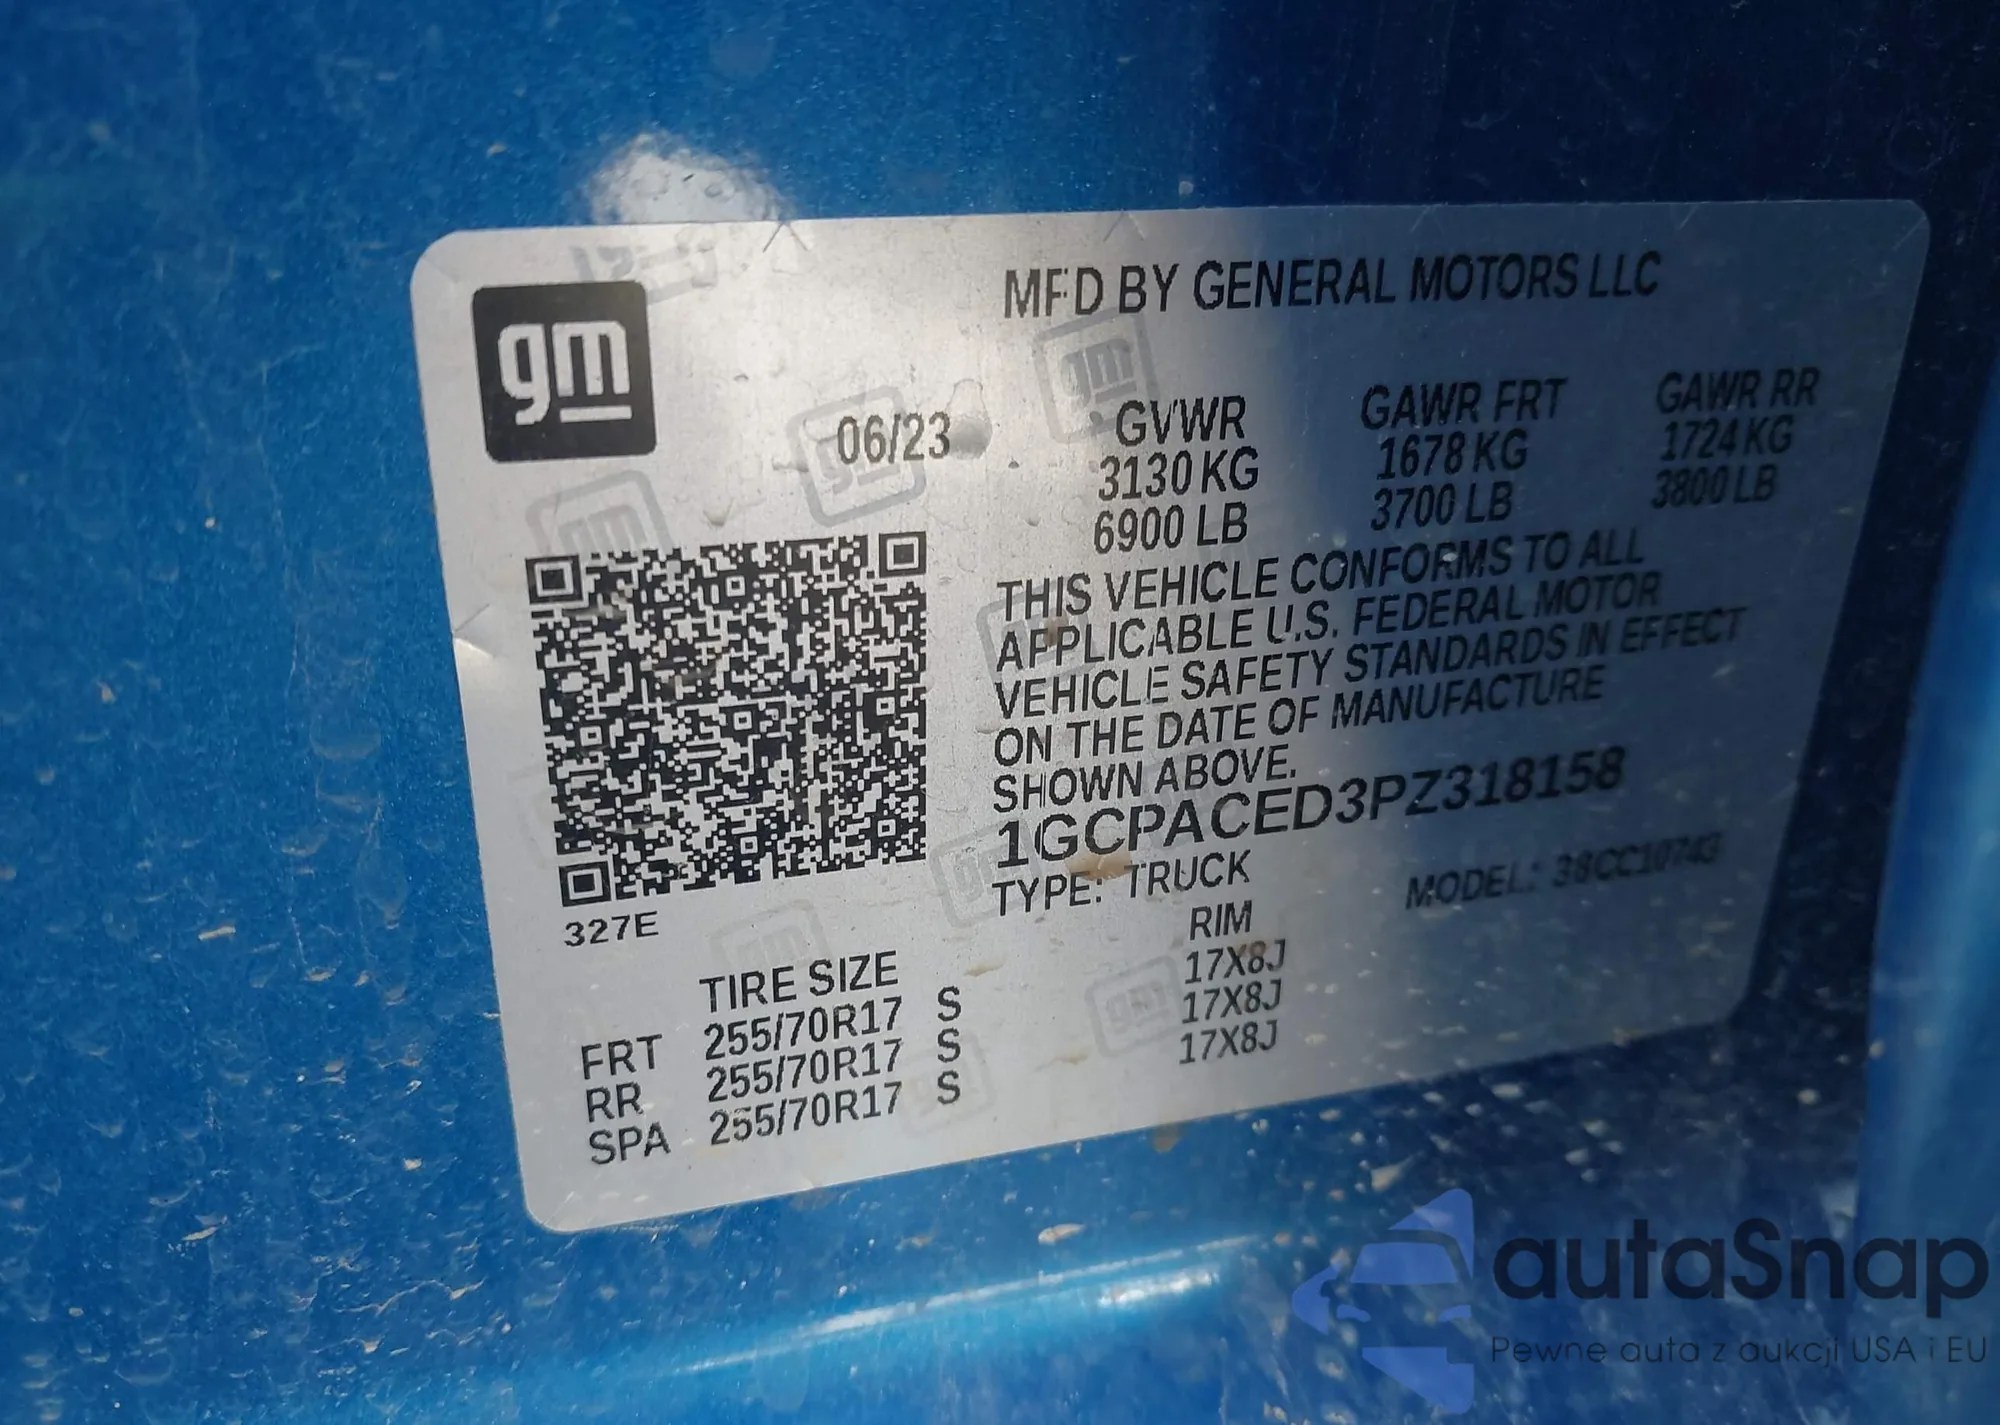 gm
MFD BY GENERAL MOTORS LLC
06/23
GVWR GAWR FRT GAWR RR
3130 KG 1678 KG 1724 KG
6900 LB 3700 LB 3800 LB
THIS VEHICLE CONFORMS TO ALL
APPLICABLE U.S. FEDERAL MOTOR
VEHICLE SAFETY STANDARDS IN EFFECT
ON THE DATE OF MANUFACTURE
SHOWN ABOVE.
1GCPACED3PZ318158
TYPE: TRUCK MODEL: 38CC10743
327E
TIRE SIZE RIM
FRT 255/70R17 S 17X8J
RR 255/70R17 S 17X8J
SPA 255/70R17 S 17X8J
autaSnap
Pewne auta z aukcji USA i EU